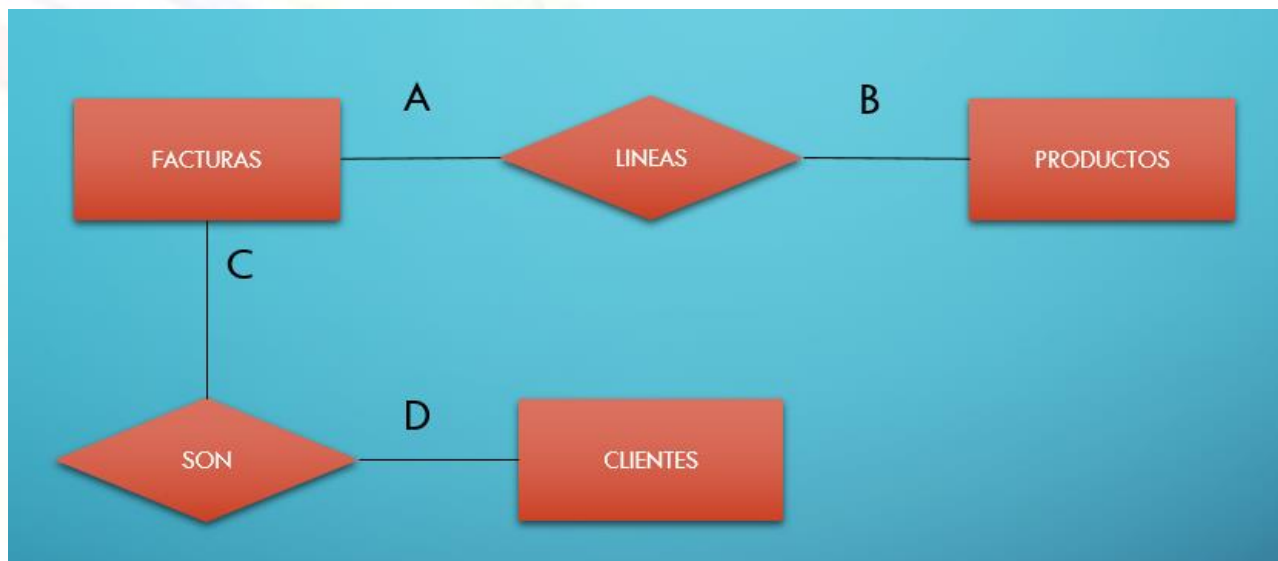 A
B
FACTURAS
LINEAS
PRODUCTOS
C
D
SON
CLIENTES